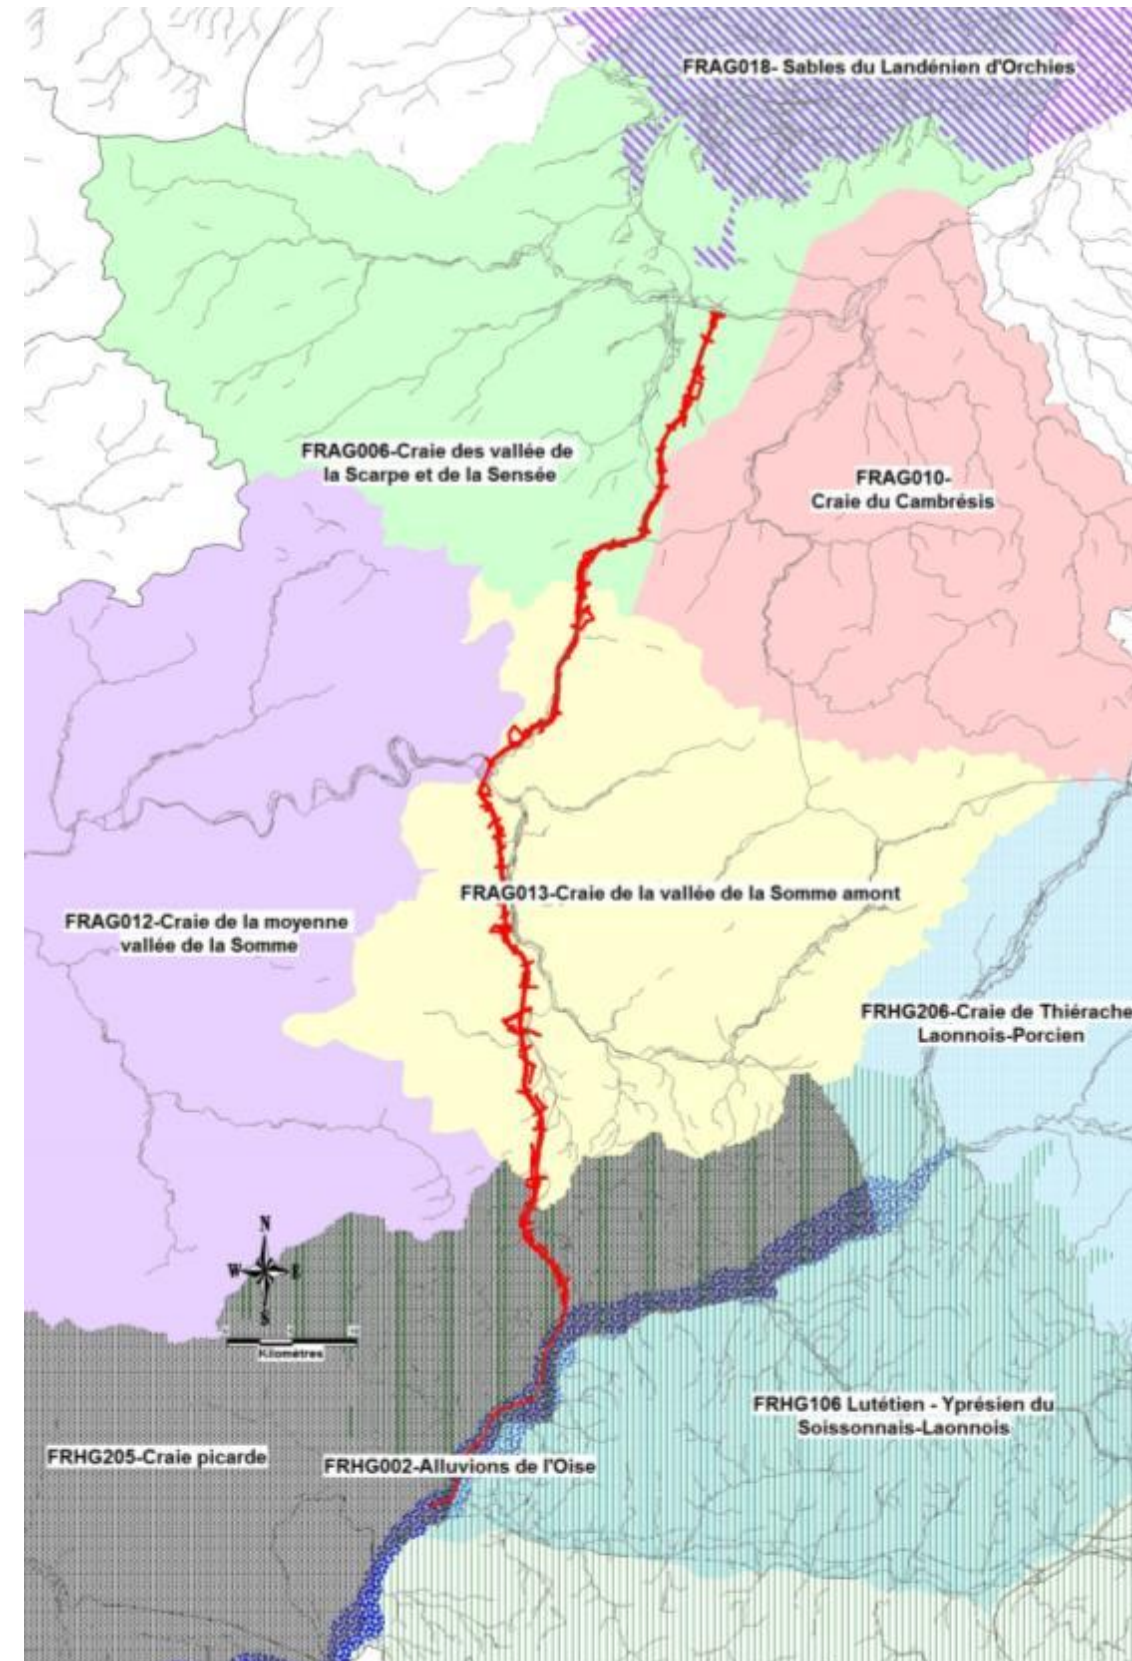 FRAG018- Sables du Landénien d'Orchies
FRAG006-Craie des vallée de
la Scarpe et de la Sensée
FRAG010-
Craie du Cambrésis
FRAG013-Craie de la vallée de la Somme amont
FRAG012-Craie de la moyenne
vallée de la Somme
FRHG206-Craie de Thiérache
Laonnois-Porcien
N
W E
S
Kilomètres
FRHG106 Lutétien - Yprésien du
Soissonnais-Laonnois
FRHG205-Craie picarde
FRHG002-Alluvions de l'Oise